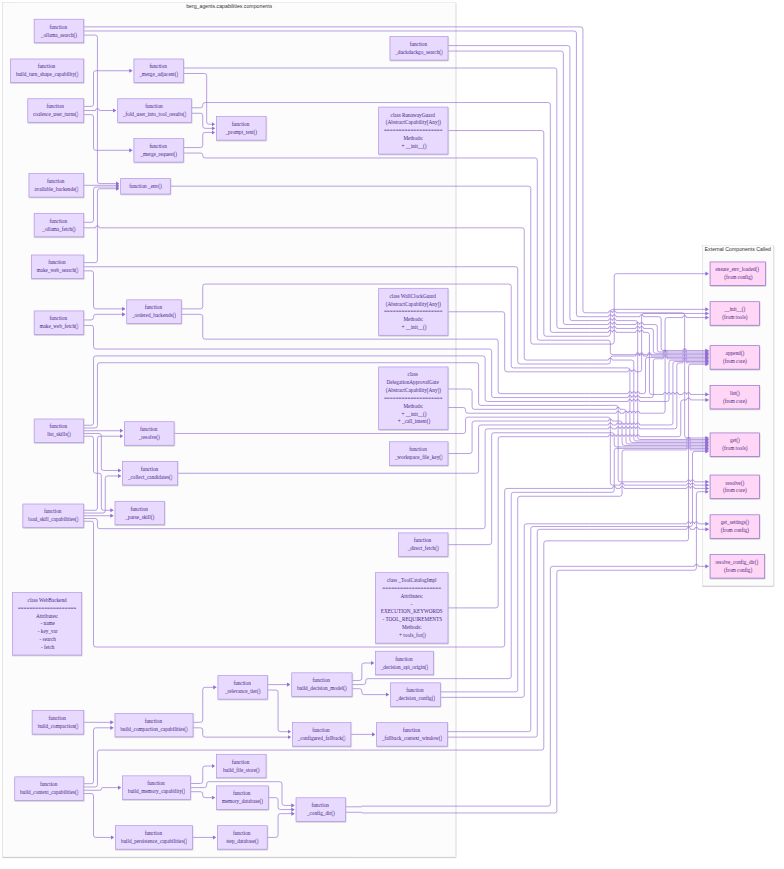 berg_agents.capabilities components
function
_ollama_search()
function
_duckduckgo_search()
function
build_turn_shape_capability()
function
_merge_adjacent()
function
coalesce_user_turns()
function
_fold_user_into_tool_results()
function
_prompt_text()
class RunawayGuard
(AbstractCapability[Any])
====================
Methods:
+ __init__()
function
_merge_request()
function
available_backends()
function _env()
function
_ollama_fetch()
function
make_web_search()
function
_ordered_backends()
function
make_web_fetch()
class WallClockGuard
(AbstractCapability[Any])
====================
Methods:
+ __init__()
class
DelegationApprovalGate
(AbstractCapability[Any])
====================
Methods:
+ __init__()
+ _call_intent()
function
list_skills()
function
_resolve()
function
_workspace_file_key()
function
_collect_candidates()
function
load_skill_capabilities()
function
_parse_skill()
function
_direct_fetch()
class WebBackend
====================
Attributes:
- name
- key_var
- search
- fetch
class _ToolCatalogImpl
====================
Attributes:
-
EXECUTION_KEYWORDS
- TOOL_REQUIREMENTS
Methods:
+ tools_for()
function
_decision_api_origin()
function
_relevance_tier()
function
build_decision_model()
function
_decision_config()
function
build_compaction()
function
build_compaction_capabilities()
function
_configured_fallback()
function
_fallback_context_window()
function
build_file_store()
function
build_context_capabilities()
function
build_memory_capability()
function
memory_database()
function
_config_dir()
function
build_persistence_capabilities()
function
step_database()
External Components Called
ensure_env_loaded()
(from config)
__init__()
(from tools)
append()
(from core)
list()
(from core)
get()
(from tools)
resolve()
(from core)
get_settings()
(from config)
resolve_config_dir()
(from config)